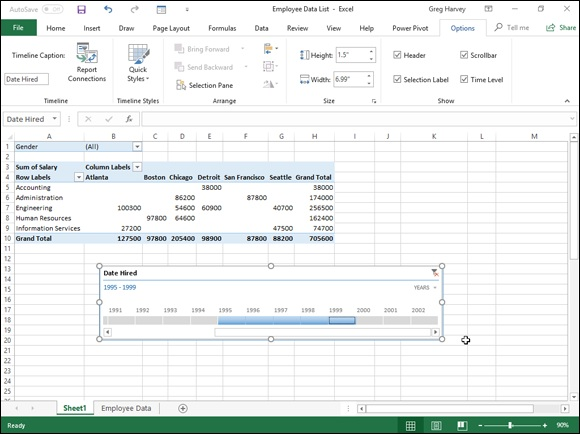 AutoSave Off Employee Data List - Excel Greg Harvey
File Home Insert Draw Page Layout Formulas Data Review View Help Power Pivot Options Tell me Share
Timeline Caption: Bring Forward Height: 1.5" Header Scrollbar
Date Hired Report Connections Quick Styles Send Backward Width: 6.99" Selection Label Time Level
Selection Pane
Timeline Timeline Styles Arrange Size Show
Date Hired fx
A B C D E F G H I J K L M
1 Gender (All)
2
3 Sum of Salary Column Labels
4 Row Labels Atlanta Boston Chicago Detroit San Francisco Seattle Grand Total
5 Accounting 38000 38000
6 Administration 86200 87800 174000
7 Engineering 100300 54600 60900 40700 256500
8 Human Resources 97800 64600 162400
9 Information Services 27200 47500 74700
10 Grand Total 127500 97800 205400 98900 87800 88200 705600
12
13 Date Hired
14
15 1995 - 1999 YEARS
16
17 1991 1992 1993 1994 1995 1996 1997 1998 1999 2000 2001 2002
18
19
20
21
22
23
24
25
26
Sheet1 Employee Data
Ready 90%